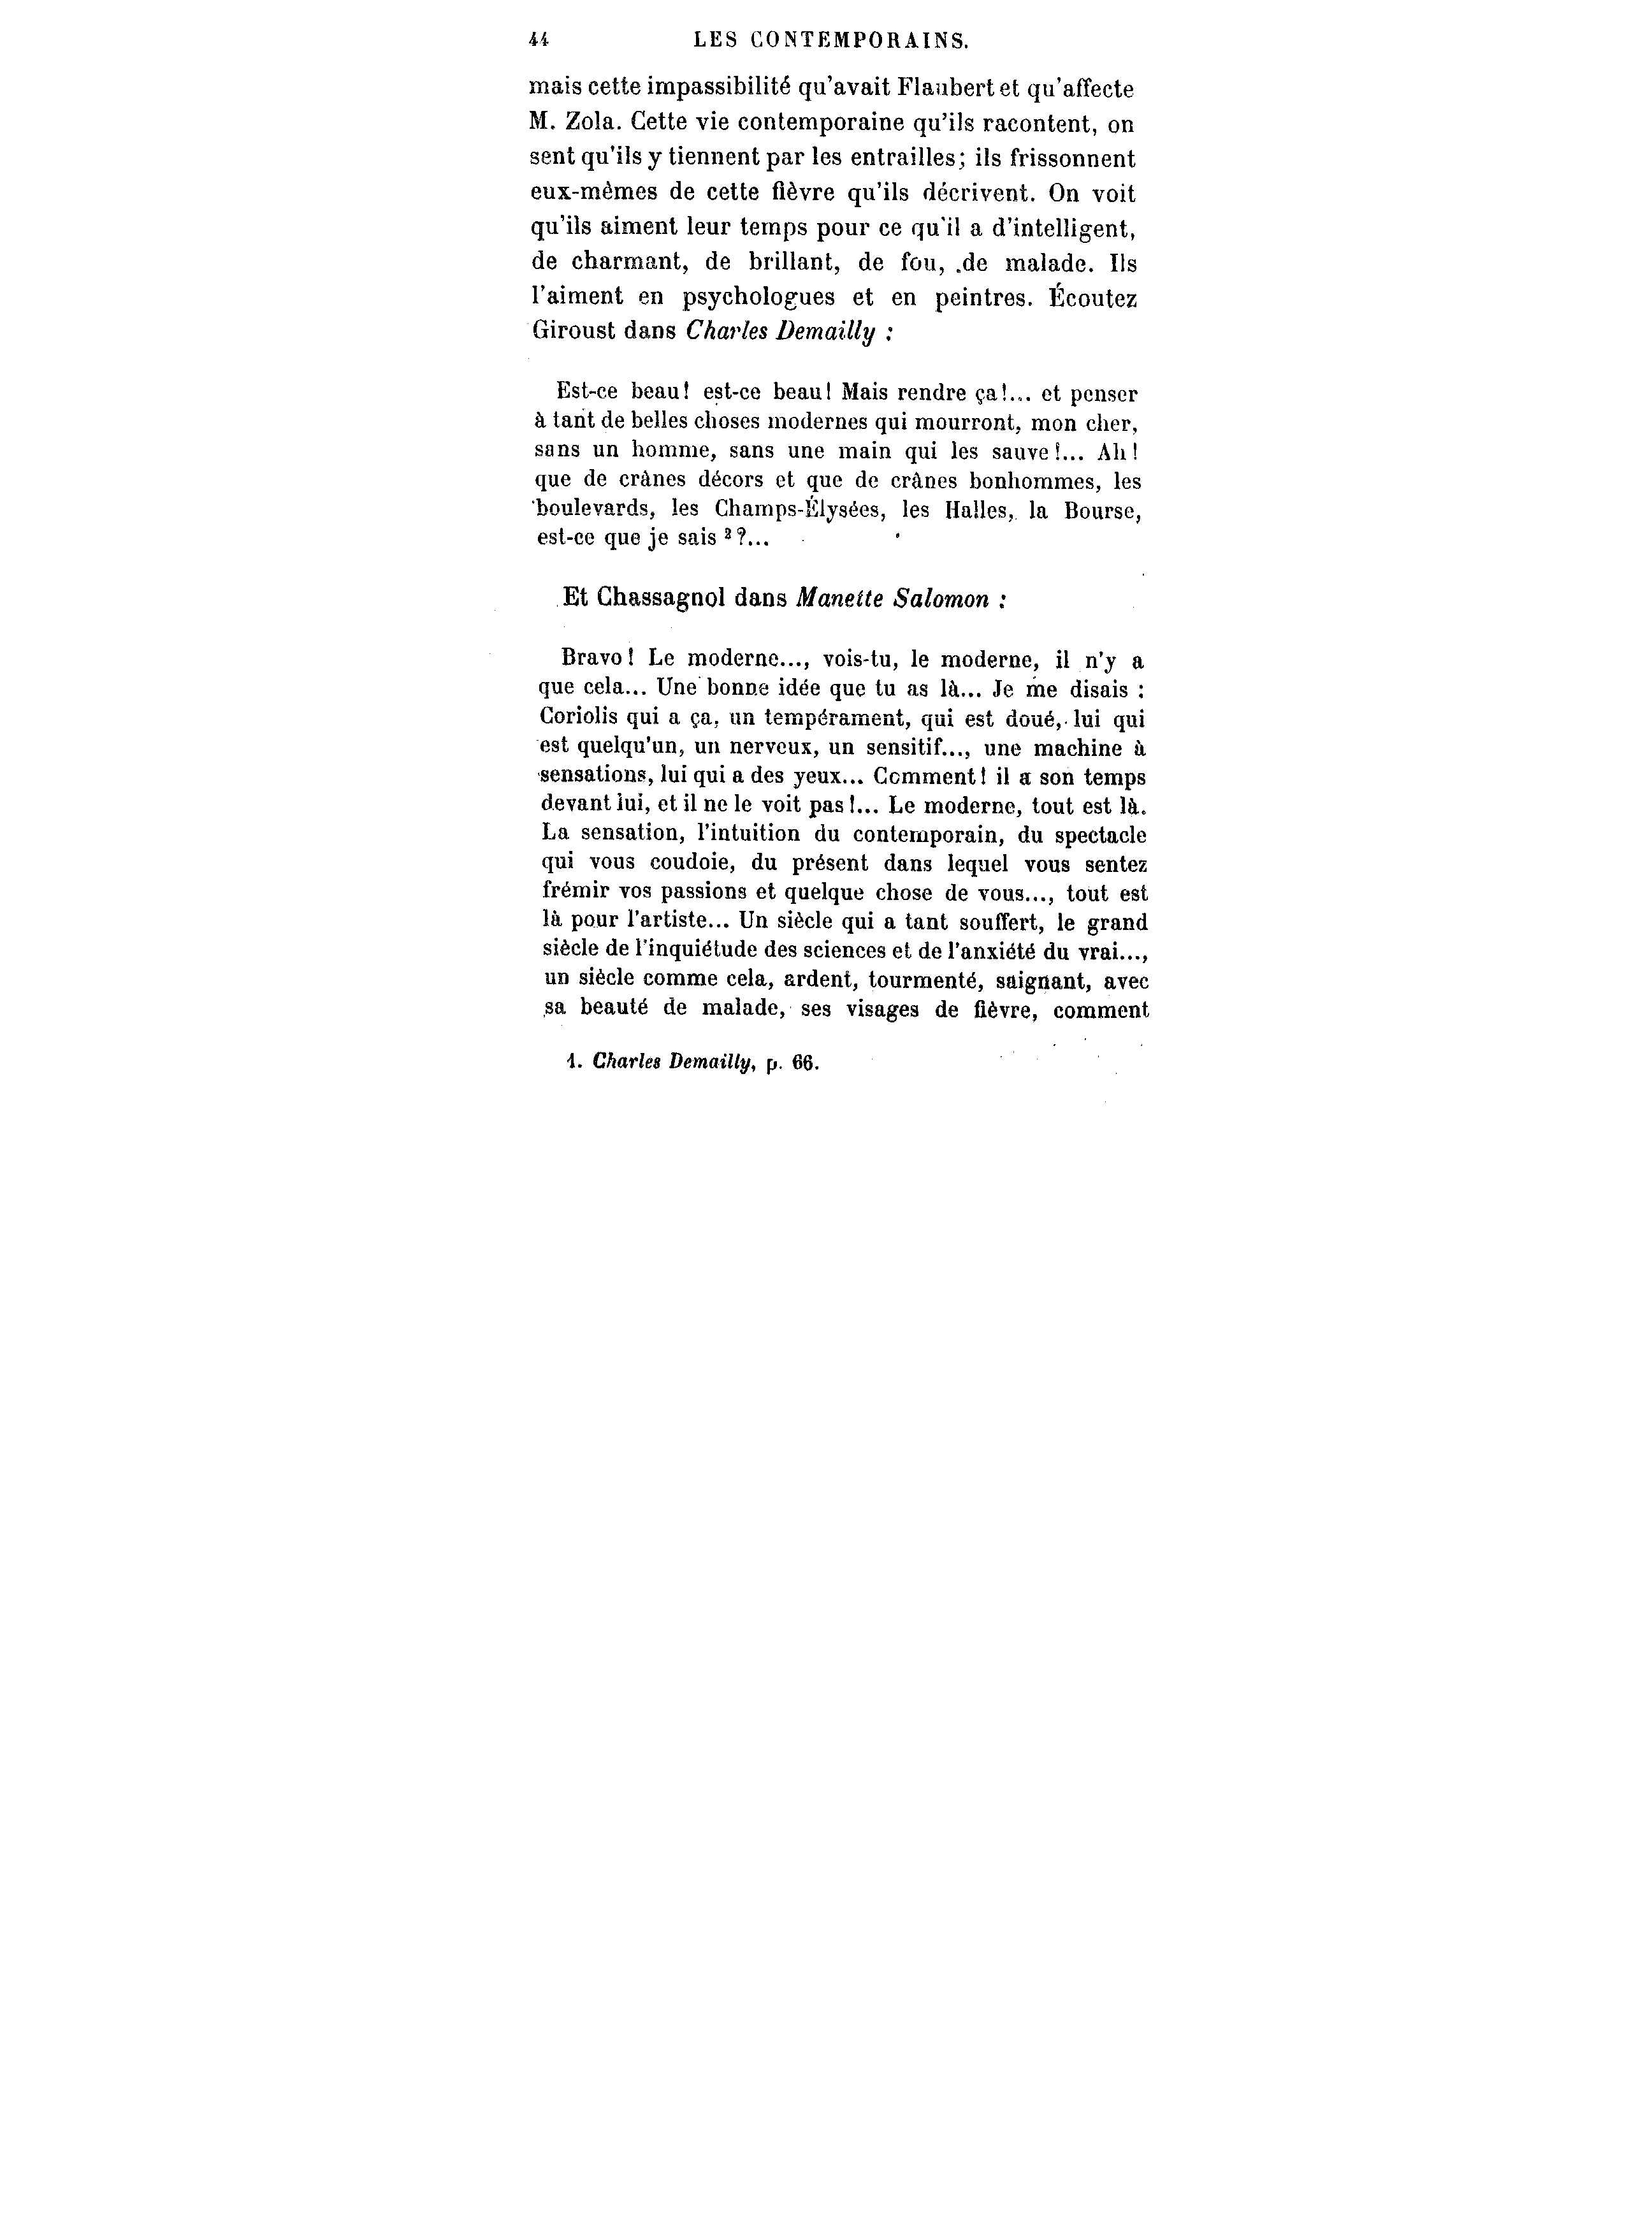 44 LES CONTEMPORAINS.
mais cette impassibilité qu'avait Flaubert et qu'affecte
M. Zola. Cette vie contemporaine qu'ils racontent, on
sent qu'ils y tiennent par les entrailles; ils frissonnent
eux-mêmes de cette fièvre qu'ils décrivent. On voit
qu'ils aiment leur temps pour ce qu'il a d'intelligent,
de charmant, de brillant, de fou, de malade. Ils
l'aiment en psychologues et en peintres. Écoutez
Giroust dans Charles Demailly :
Est-ce beau! est-ce beau! Mais rendre ça!... et penser
à tant de belles choses modernes qui mourront, mon cher,
sans un homme, sans une main qui les sauve!... Ah!
que de crânes décors et que de crânes bonhommes, les
boulevards, les Champs-Élysées, les Halles, la Bourse,
est-ce que je sais ²?...
Et Chassagnol dans Manette Salomon :
Bravo! Le moderne..., vois-tu, le moderne, il n'y a
que cela... Une bonne idée que tu as là... Je me disais :
Coriolis qui a ça, un tempérament, qui est doué, lui qui
est quelqu'un, un nerveux, un sensitif..., une machine à
sensations, lui qui a des yeux... Comment! il a son temps
devant lui, et il ne le voit pas!... Le moderne, tout est là.
La sensation, l'intuition du contemporain, du spectacle
qui vous coudoie, du présent dans lequel vous sentez
frémir vos passions et quelque chose de vous..., tout est
là pour l'artiste... Un siècle qui a tant souffert, le grand
siècle de l'inquiétude des sciences et de l'anxiété du vrai...,
un siècle comme cela, ardent, tourmenté, saignant, avec
sa beauté de malade, ses visages de fièvre, comment
1. Charles Demailly, p. 66.